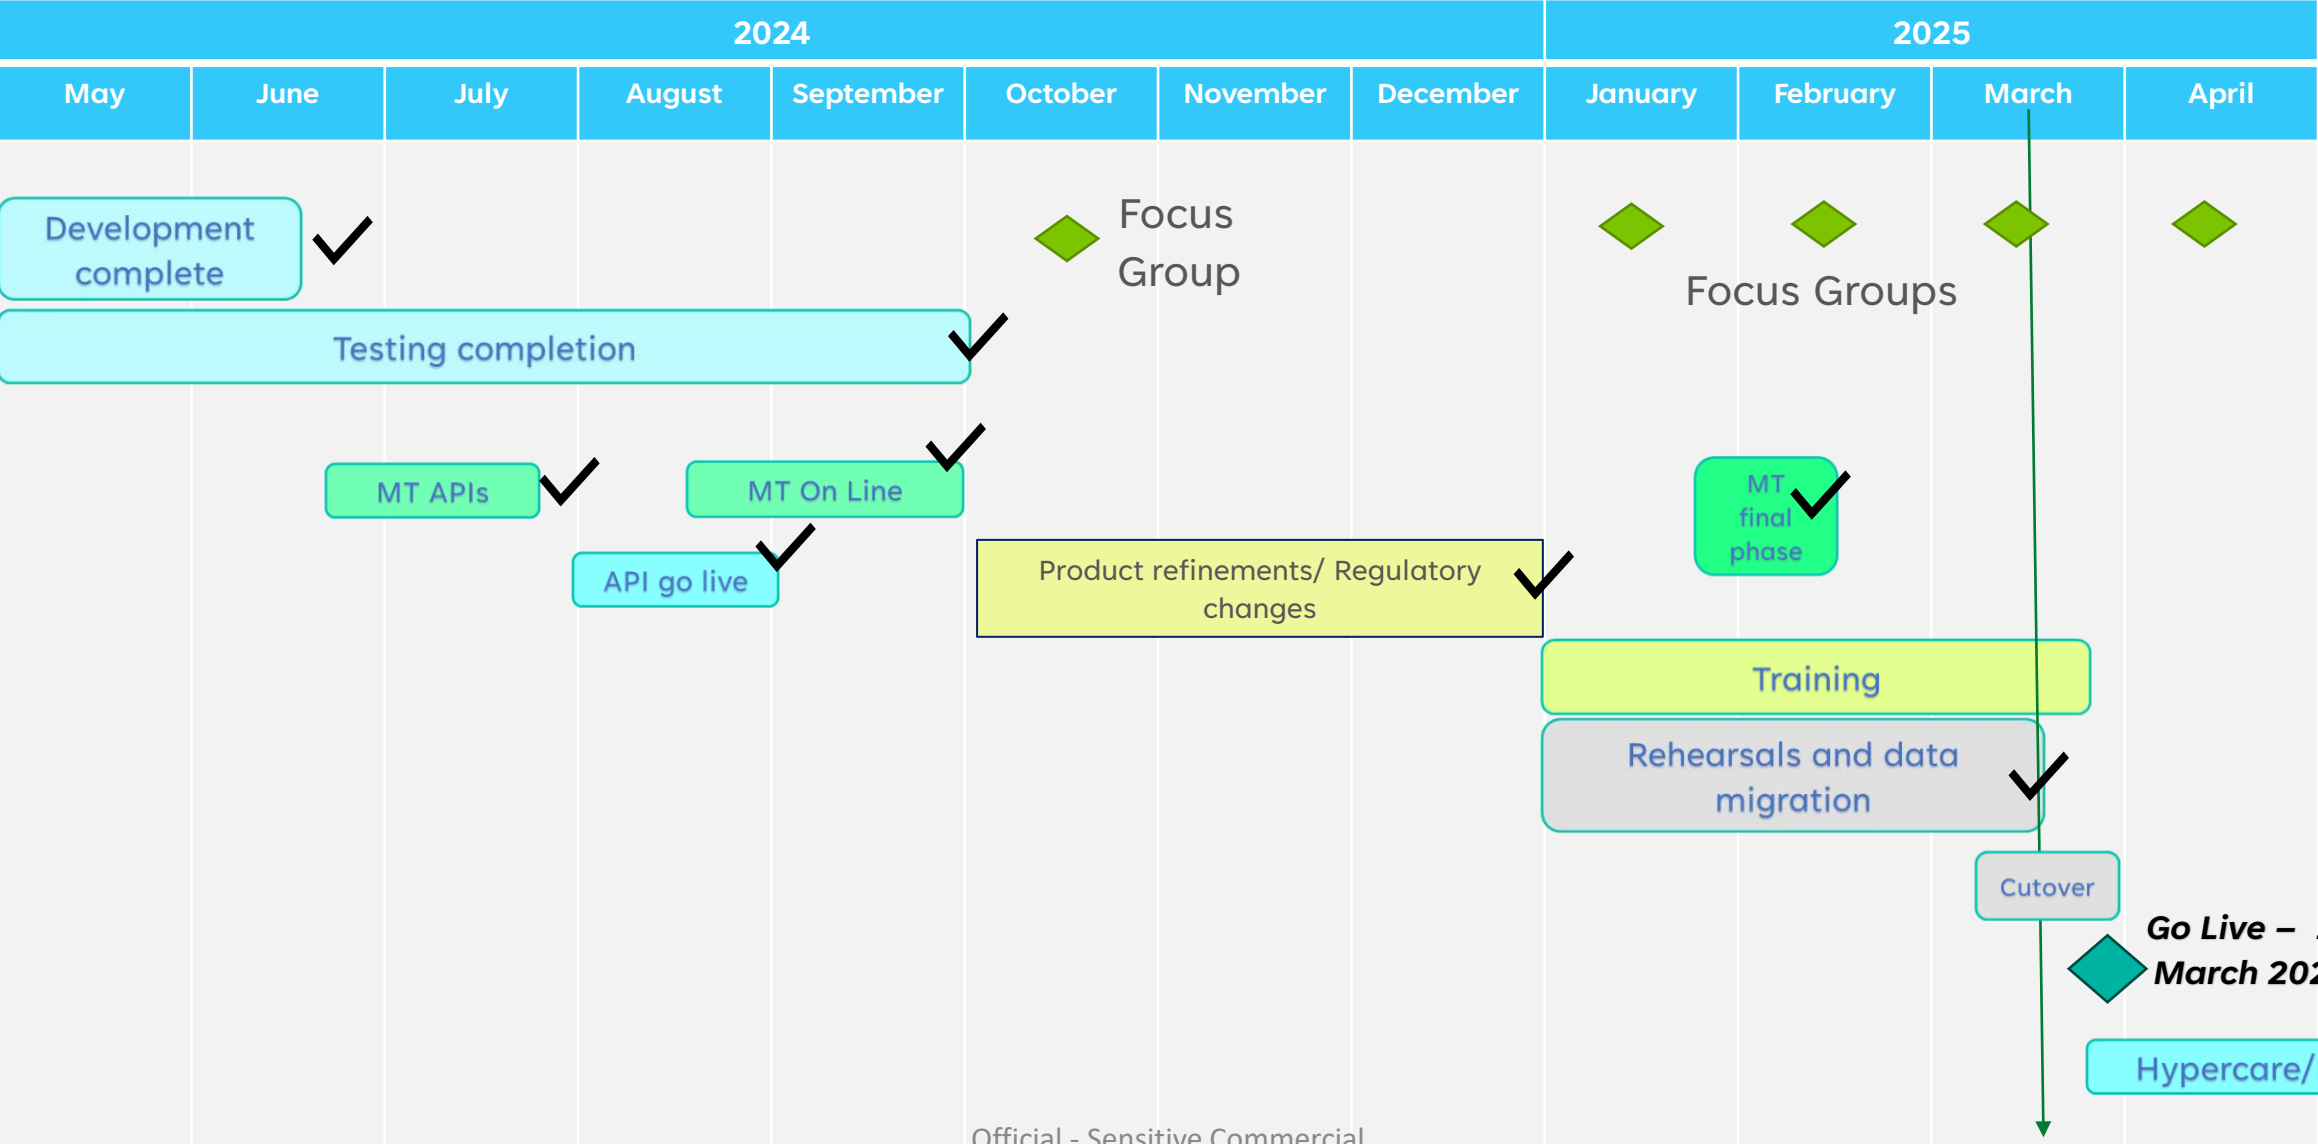 2024
2025
May
June
July
August
September
October
November
December
January
February
March
April
Development
complete
Focus
Group
Focus Groups
Testing completion
MT APIs
MT On Line
MT
final
phase
API go live
Product refinements/ Regulatory
changes
Training
Rehearsals and data
migration
Cutover
Go Live –
March 202
Hypercare/
Official - Sensitive Commercial